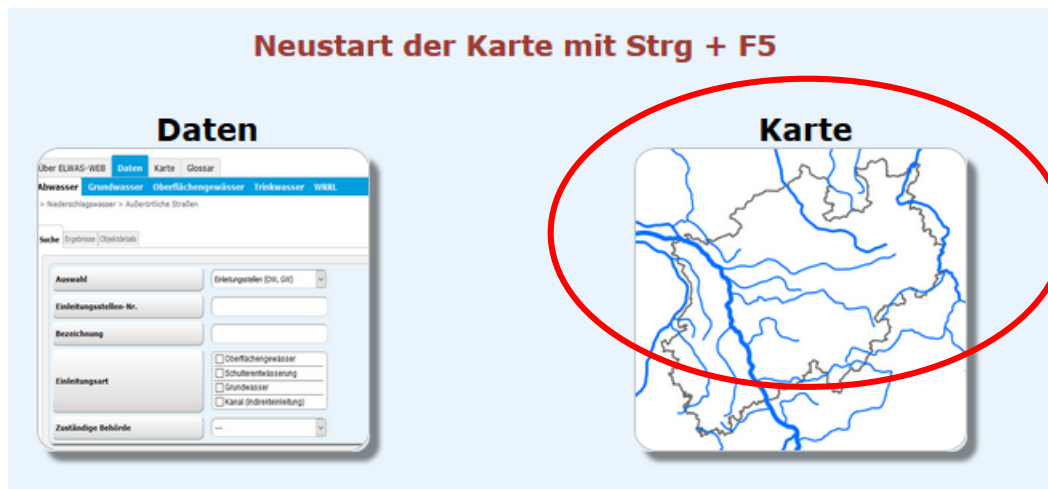 Neustart der Karte mit Strg + F5
Daten
Karte
Über ELWAS-WEB Daten Karte Glossar
Abwasser Grundwasser Oberflächengewässer Trinkwasser WRRL
> Niederschlagswasser > Außerörtliche Straßen
Suche Ergebnisse Objektdetails
Auswahl
Einleitungsstellen (OW, GW)
Einleitungsstellen-Nr.
Bezeichnung
Einleitungsart
Oberflächengewässer
Schulterentwässerung
Grundwasser
Kanal (Indirekteinleitung)
Zuständige Behörde
---